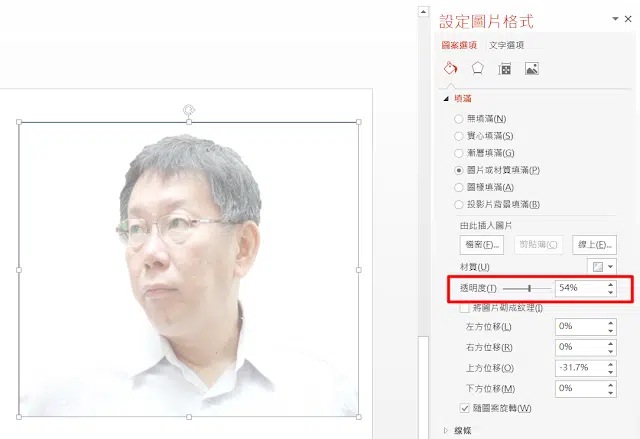 設定圖片格式
圖案選項 文字選項
填滿
無填滿(N)
實心填滿(S)
漸層填滿(G)
圖片或材質填滿(P)
圖樣填滿(A)
投影片背景填滿(B)
由此插入圖片
檔案(F)... 剪貼簿(C) 線上(E)...
材質(U)
透明度(T) 54%
將圖片砌成紋理(I)
左方位移(L) 0%
右方位移(R) 0%
上方位移(O) -31.7%
下方位移(M) 0%
隨圖案旋轉(W)
線條